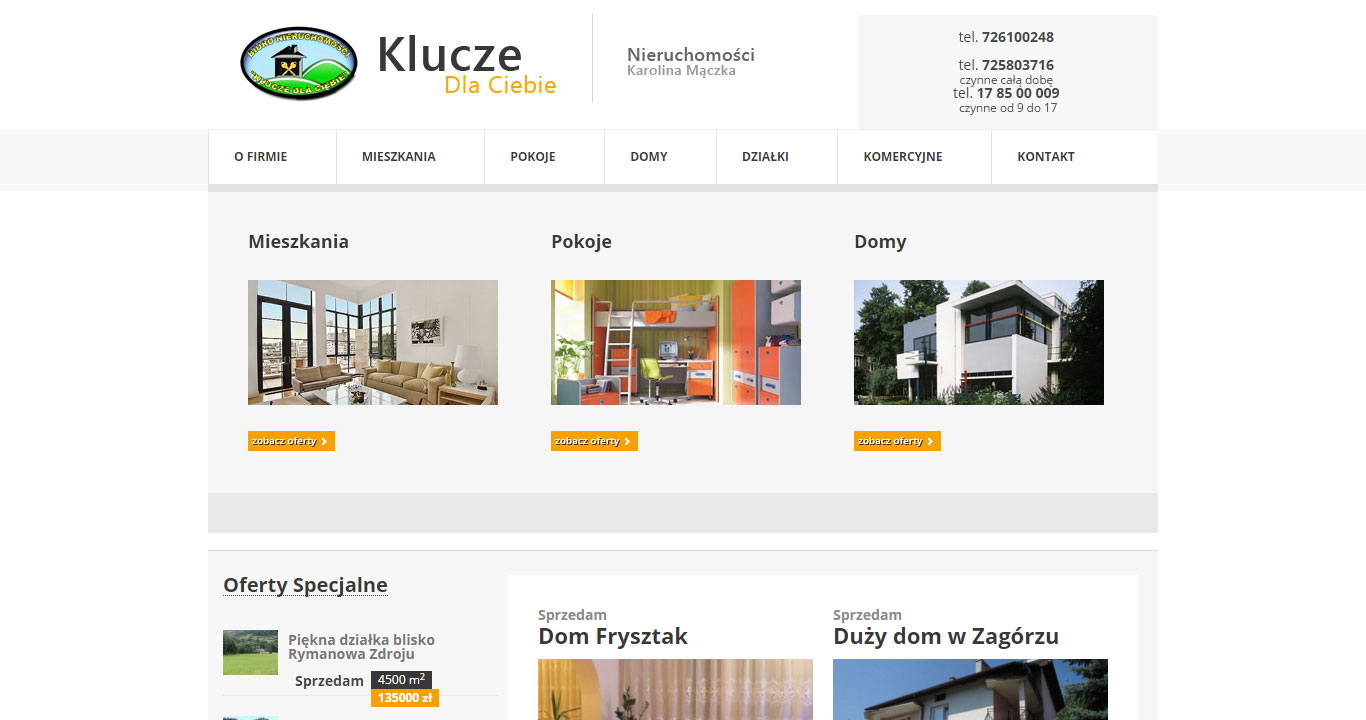 BIURO NIERUCHOMOŚCI
KLUCZE DLA CIEBIE
Klucze
Dla Ciebie
Nieruchomości
Karolina Mączka
tel. 726100248
tel. 725803716
czynne całą dobę
tel. 17 85 00 009
czynne od 9 do 17
O FIRMIE
MIESZKANIA
POKOJE
DOMY
DZIAŁKI
KOMERCYJNE
KONTAKT
Mieszkania
Pokoje
Domy
zobacz oferty
zobacz oferty
zobacz oferty
Oferty Specjalne
Piękna działka blisko
Rymanowa Zdroju
Sprzedam 4500 m²
135000 zł
Sprzedam
Dom Frysztak
Sprzedam
Duży dom w Zagórzu